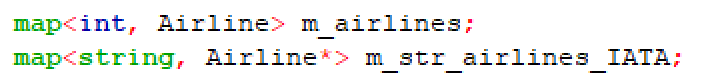 map<int, Airline> m_airlines;
map<string, Airline*> m_str_airlines_IATA;